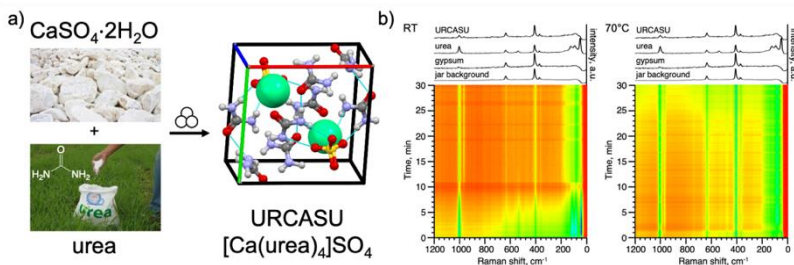 a)
CaSO₄·2H₂O
+
H₂N
O
NH₂
urea
urea
URCASU
[Ca(urea)₄]SO₄
b)
RT
URCASU
urea
gypsum
jar background
Intensity, a.u.
Time, min
30
25
20
15
10
5
0
1200 1000 800 600 400 200 0
Raman shift, cm⁻¹
70°C
URCASU
urea
gypsum
jar background
Intensity, a.u.
Time, min
30
25
20
15
10
5
0
1200 1000 800 600 400 200 0
Raman shift, cm⁻¹